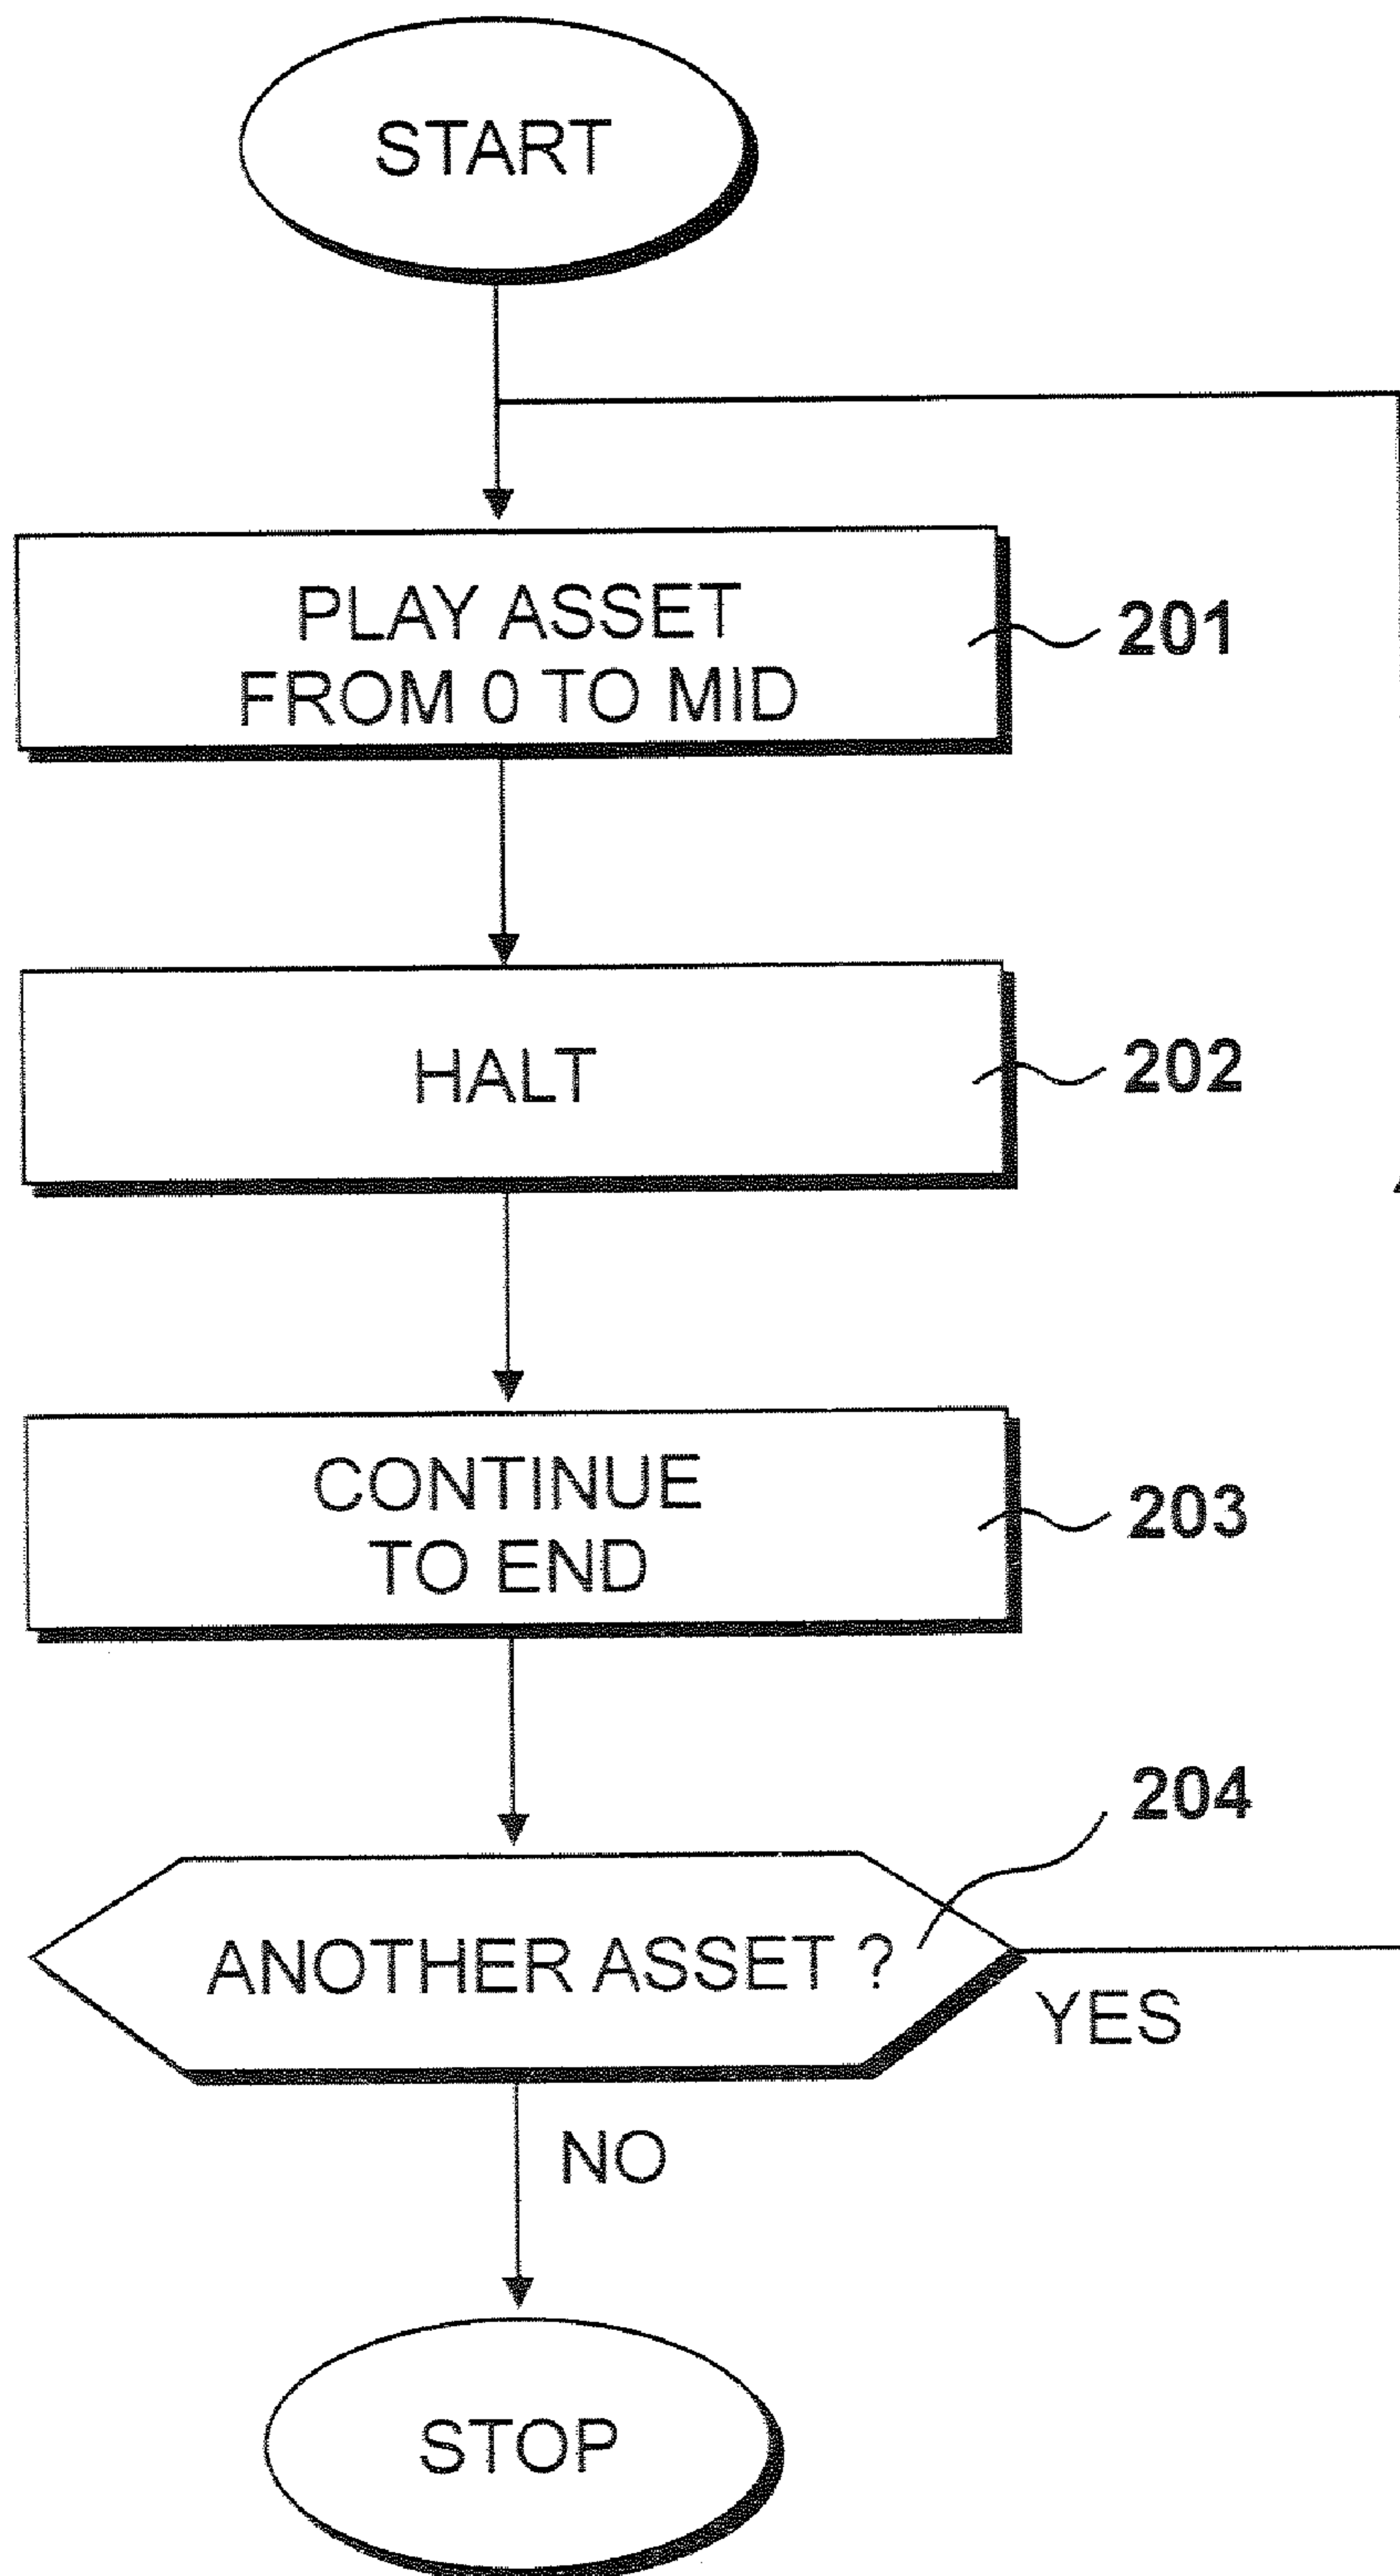 START
PLAY ASSET
FROM 0 TO MID
201
HALT
202
CONTINUE
TO END
203
204
ANOTHER ASSET ?
YES
NO
STOP